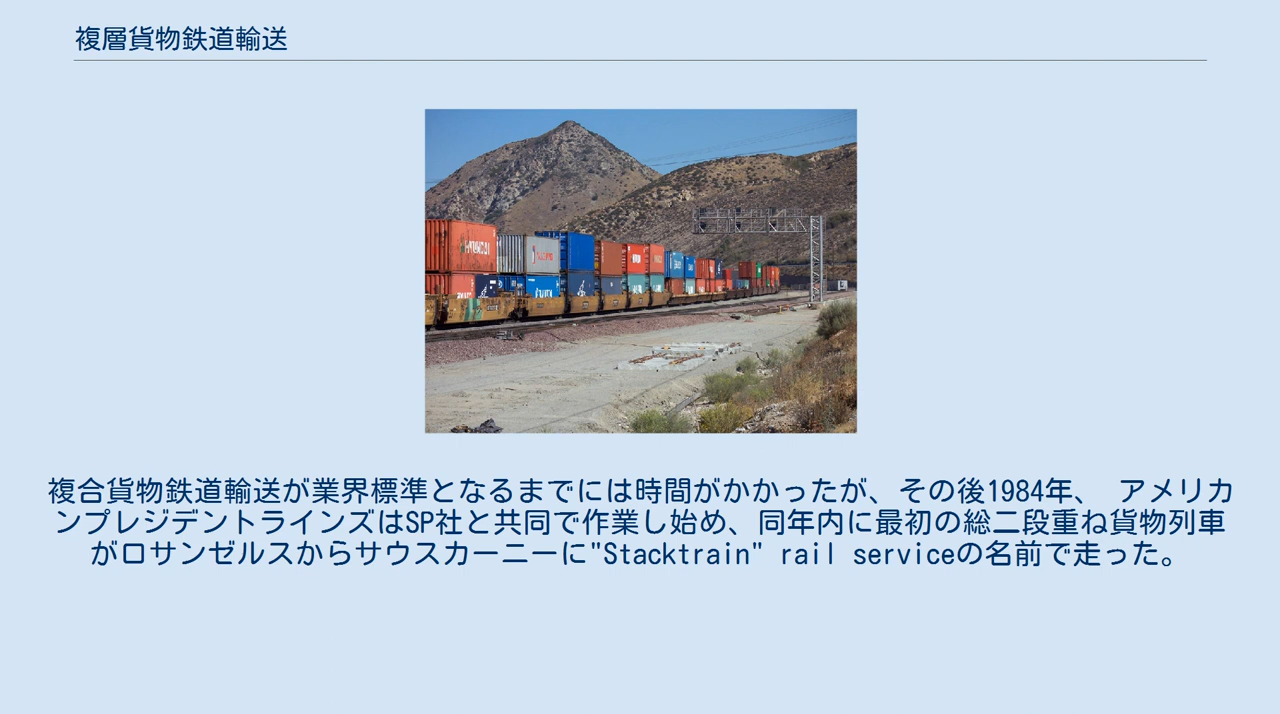 複層貨物鉄道輸送
HYUNDAI
複合貨物鉄道輸送が業界標準となるまでには時間がかかったが、その後1984年、 アメリカ
ンプレジデントラインズはSP社と共同で作業し始め、同年内に最初の総二段重ね貨物列車
がロサンゼルスからサウスカーニーに"Stacktrain" rail serviceの名前で走った。